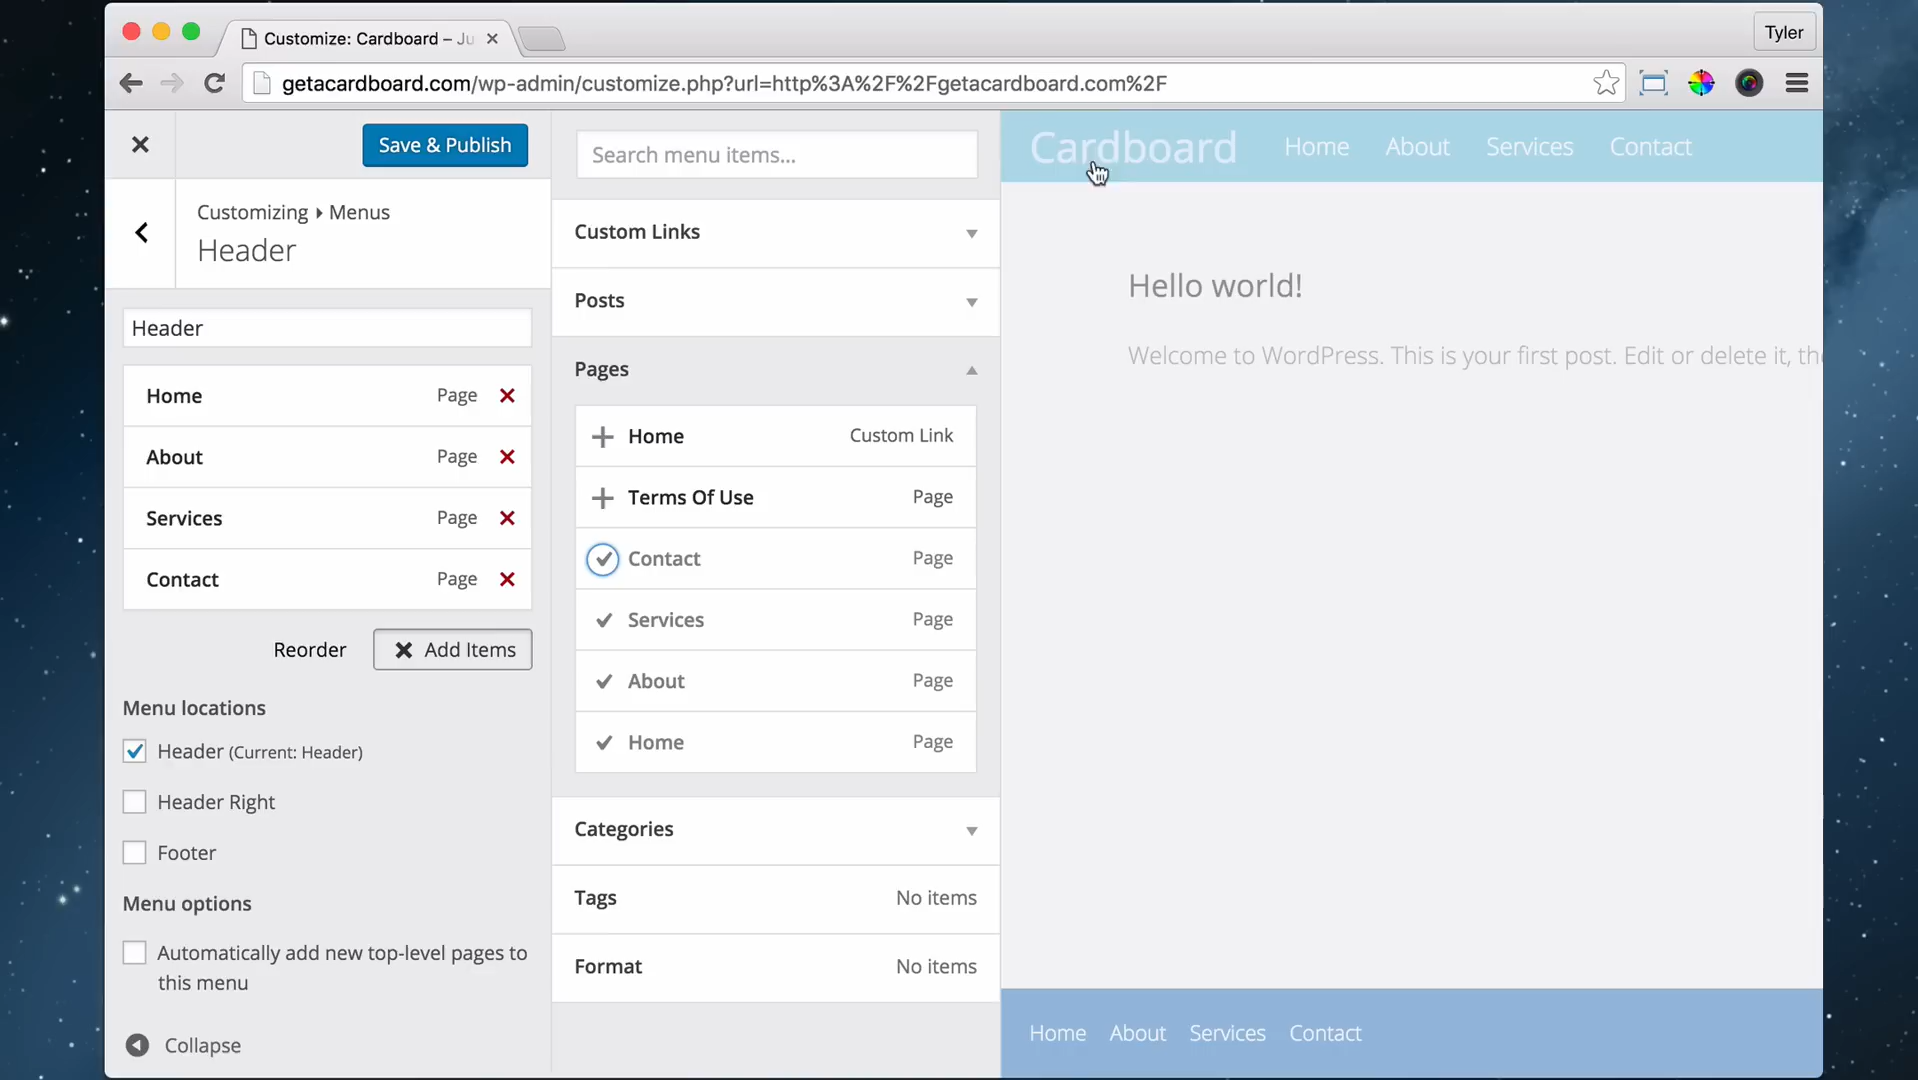 Customize: Cardboard – Ju
Tyler
getacardboard.com/wp-admin/customize.php?url=http%3A%2F%2Fgetacardboard.com%2F
Save & Publish
Customizing ▸ Menus
Header
Header
Home Page
About Page
Services Page
Contact Page
Reorder Add Items
Menu locations
Header (Current: Header)
Header Right
Footer
Menu options
Automatically add new top-level pages to
this menu
Collapse
Search menu items...
Custom Links
Posts
Pages
Home Custom Link
Terms Of Use Page
Contact Page
Services Page
About Page
Home Page
Categories
Tags No items
Format No items
Cardboard Home About Services Contact
Hello world!
Welcome to WordPress. This is your first post. Edit or delete it, th
Home About Services Contact